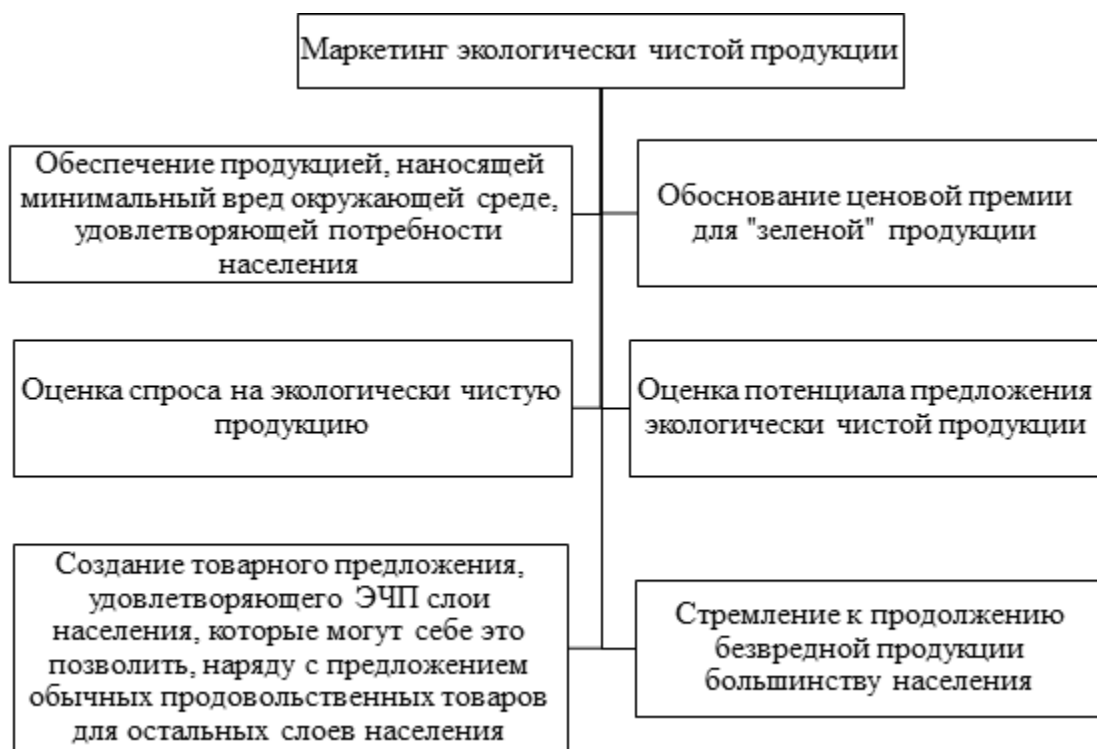 Маркетинг экологически чистой продукции
Обеспечение продукцией, наносящей
минимальный вред окружающей среде,
удовлетворяющей потребности
населения
Обоснование ценовой премии
для "зеленой" продукции
Оценка спроса на экологически чистую
продукцию
Оценка потенциала предложения
экологически чистой продукции
Создание товарного предложения,
удовлетворяющего ЭЧП слои
населения, которые могут себе это
позволить, наряду с предложением
обычных продовольственных товаров
для остальных слоев населения
Стремление к продолжению
безвредной продукции
большинству населения